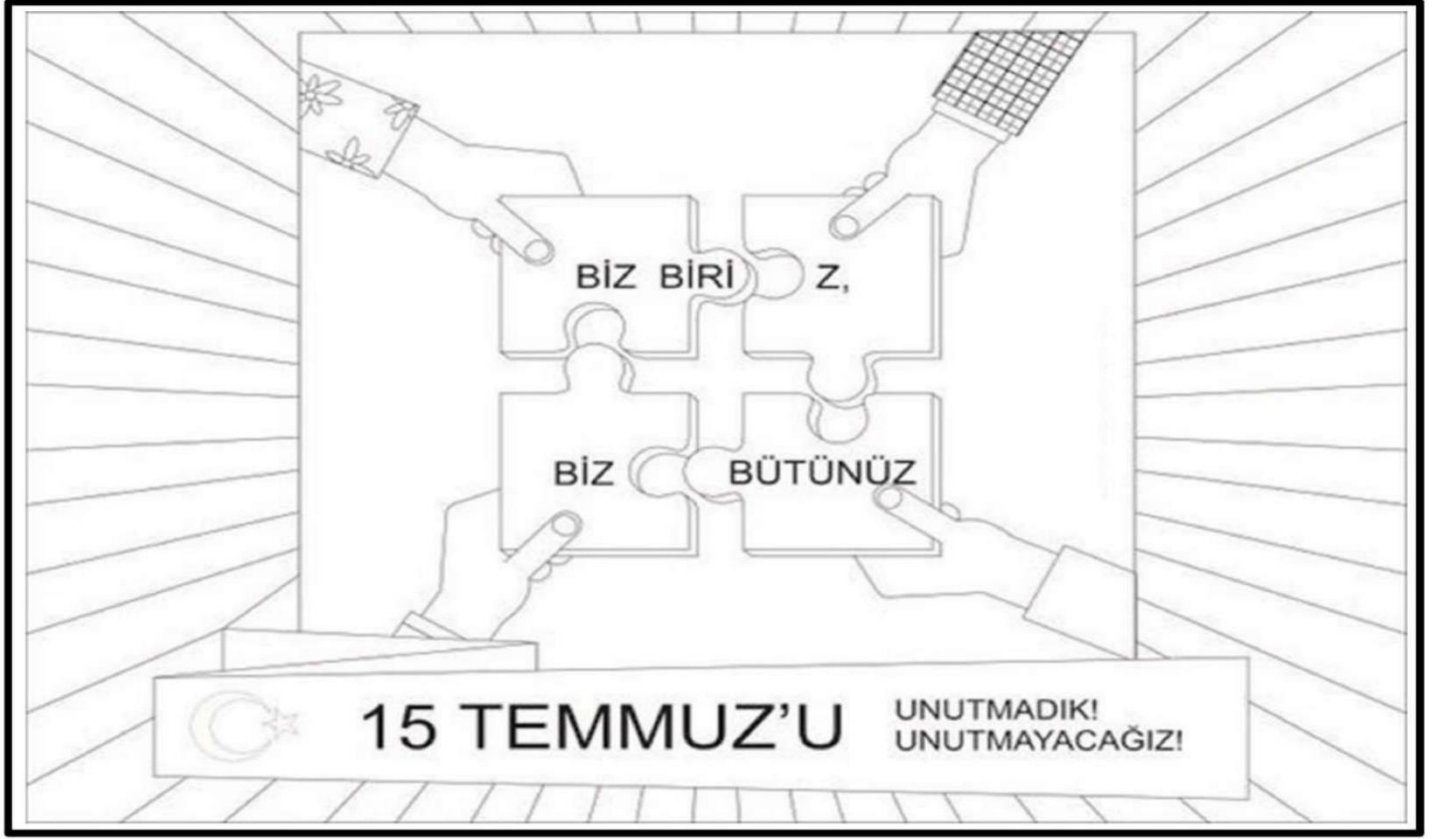 BİZ BİRİ Z,
BİZ BÜTÜNÜZ
15 TEMMUZ’U
UNUTMADIK!
UNUTMAYACAĞIZ!